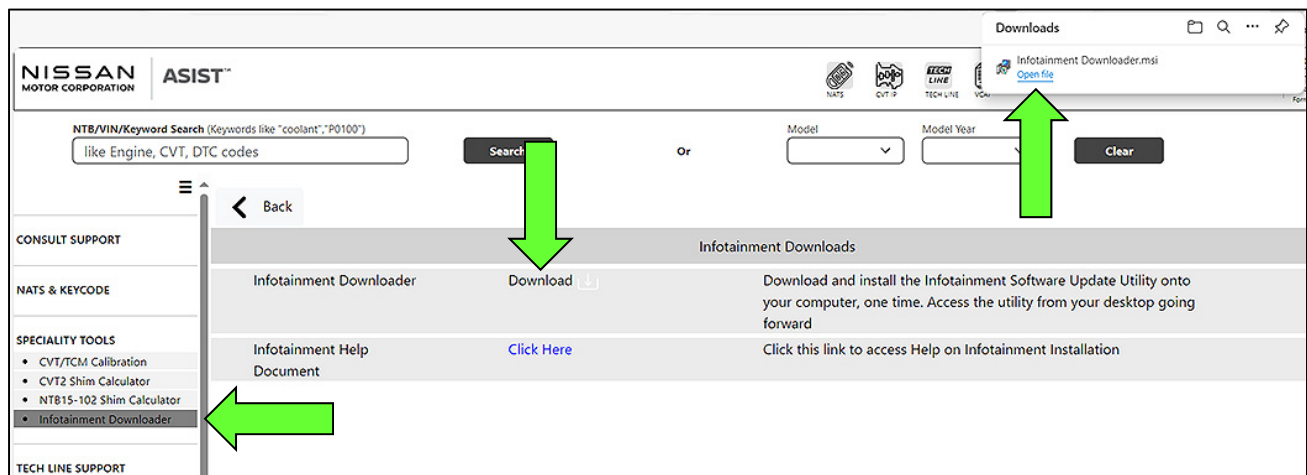 Downloads
Infotainment Downloader.msi
Open file
NISSAN
MOTOR CORPORATION
ASIST™
NATS
CVT IP
TECH LINE
TECH LINE
NTB/VIN/Keyword Search (Keywords like "coolant","P0100")
like Engine, CVT, DTC codes
Search
Or
Model
Model Year
Clear
Back
CONSULT SUPPORT
NATS & KEYCODE
SPECIALITY TOOLS
• CVT/TCM Calibration
• CVT2 Shim Calculator
• NTB15-102 Shim Calculator
• Infotainment Downloader
TECH LINE SUPPORT
Infotainment Downloads
Infotainment Downloader
Download
Download and install the Infotainment Software Update Utility onto
your computer, one time. Access the utility from your desktop going
forward
Infotainment Help
Document
Click Here
Click this link to access Help on Infotainment Installation